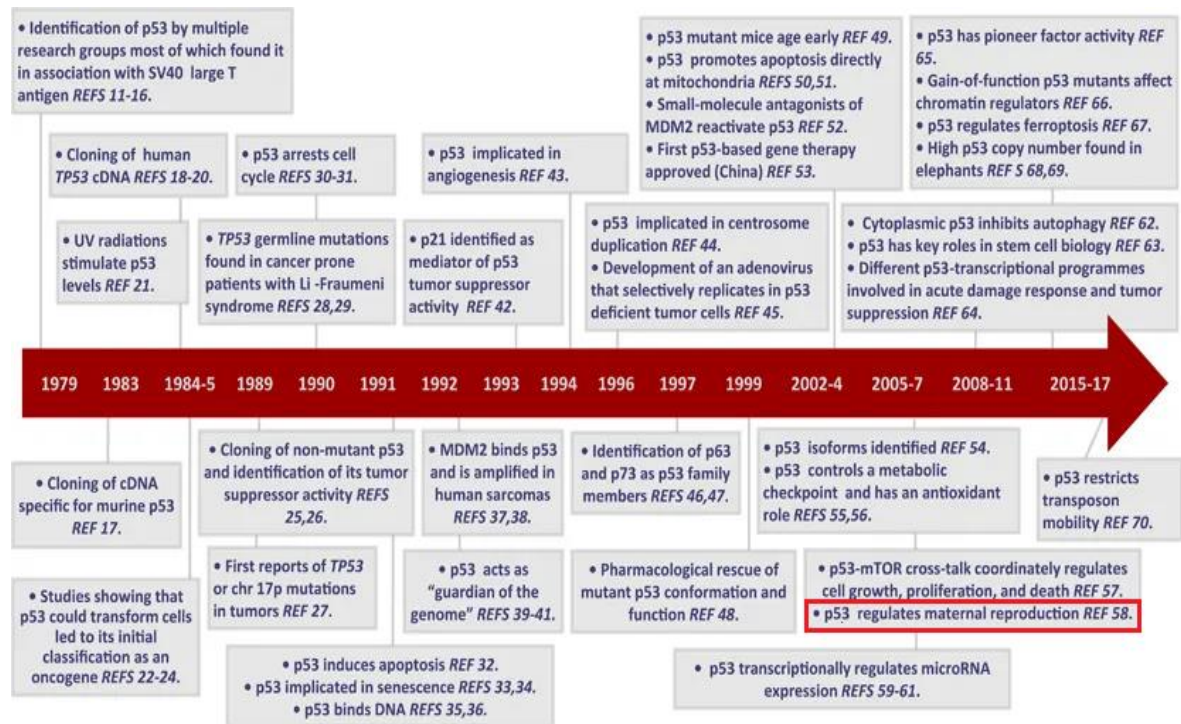 • Identification of p53 by multiple
research groups most of which found it
in association with SV40 large T
antigen REFS 11-16.
• Cloning of human
TP53 cDNA REFS 18-20.
• UV radiations
stimulate p53
levels REF 21.
• p53 arrests cell
cycle REFS 30-31.
• TP53 germline mutations
found in cancer prone
patients with Li -Fraumeni
syndrome REFS 28,29.
• p53 implicated in
angiogenesis REF 43.
• p21 identified as
mediator of p53
tumor suppressor
activity REF 42.
• p53 mutant mice age early REF 49.
• p53 promotes apoptosis directly
at mitochondria REFS 50,51.
• Small-molecule antagonists of
MDM2 reactivate p53 REF 52.
• First p53-based gene therapy
approved (China) REF 53.
• p53 implicated in centrosome
duplication REF 44.
• Development of an adenovirus
that selectively replicates in p53
deficient tumor cells REF 45.
• p53 has pioneer factor activity REF
65.
• Gain-of-function p53 mutants affect
chromatin regulators REF 66.
• p53 regulates ferroptosis REF 67.
• High p53 copy number found in
elephants REF S 68,69.
• Cytoplasmic p53 inhibits autophagy REF 62.
• p53 has key roles in stem cell biology REF 63.
• Different p53-transcriptional programmes
involved in acute damage response and tumor
suppression REF 64.
1979 1983 1984-5 1989 1990 1991 1992 1993 1994 1996 1997 1999 2002-4 2005-7 2008-11 2015-17
• Cloning of cDNA
specific for murine p53
REF 17.
• Studies showing that
p53 could transform cells
led to its initial
classification as an
oncogene REFS 22-24.
• Cloning of non-mutant p53
and identification of its tumor
suppressor activity REFS
25,26.
• First reports of TP53
or chr 17p mutations
in tumors REF 27.
• p53 induces apoptosis REF 32.
• p53 implicated in senescence REFS 33,34.
• p53 binds DNA REFS 35,36.
• MDM2 binds p53
and is amplified in
human sarcomas
REFS 37,38.
• p53 acts as
"guardian of the
genome" REFS 39-41.
• Identification of p63
and p73 as p53 family
members REFS 46,47.
• Pharmacological rescue of
mutant p53 conformation and
function REF 48.
• p53 isoforms identified REF 54.
• p53 controls a metabolic
checkpoint and has an antioxidant
role REFS 55,56.
• p53-mTOR cross-talk coordinately regulates
cell growth, proliferation, and death REF 57.
• p53 regulates maternal reproduction REF 58.
• p53 transcriptionally regulates microRNA
expression REFS 59-61.
• p53 restricts
transposon
mobility REF 70.